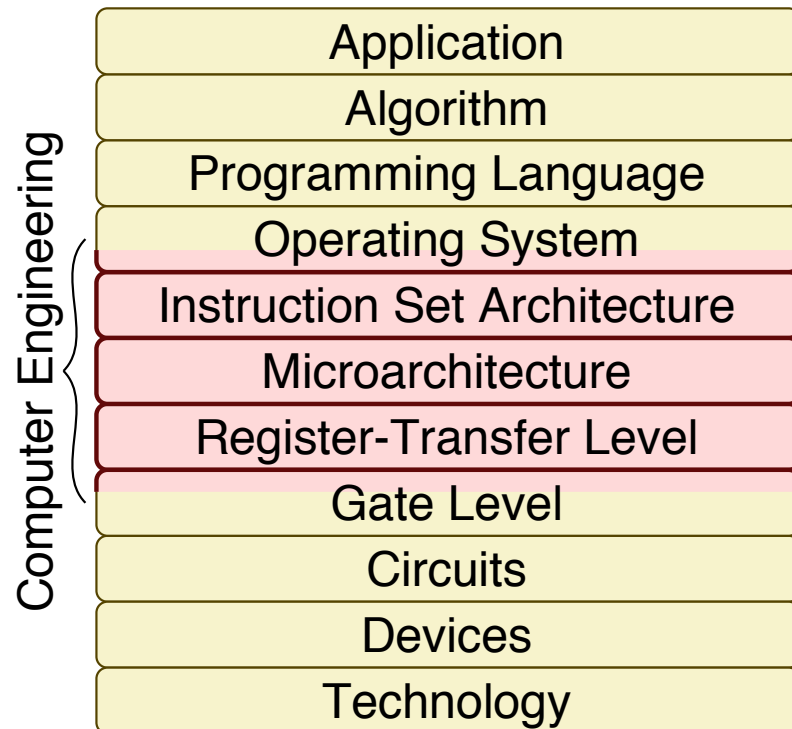 Computer Engineering
Application
Algorithm
Programming Language
Operating System
Instruction Set Architecture
Microarchitecture
Register-Transfer Level
Gate Level
Circuits
Devices
Technology